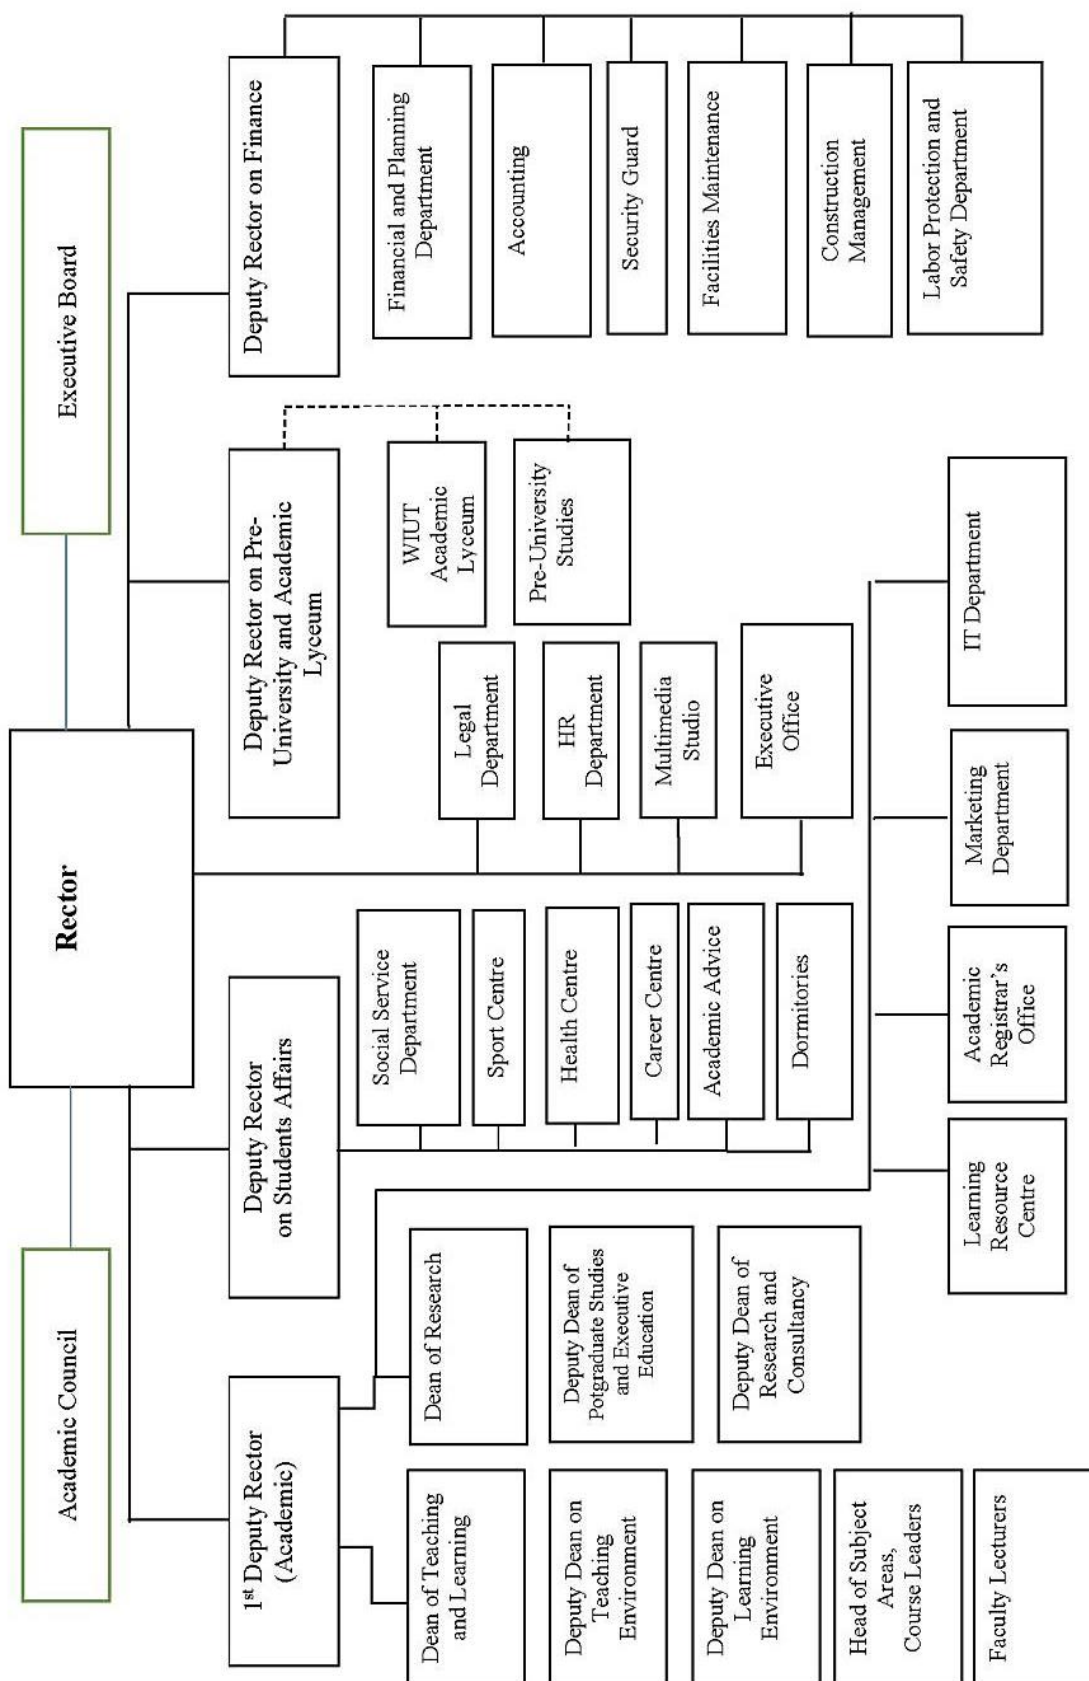 Academic Council
Rector
Executive Board
1st Deputy Rector
(Academic)
Deputy Rector
on Students Affairs
Deputy Rector on Pre-
University and Academic
Lyceum
Deputy Rector on Finance
Dean of Teaching
and Learning
Deputy Dean on
Teaching
Environment
Deputy Dean on
Learning
Environment
Head of Subject
Areas,
Course Leaders
Faculty Lecturers
Dean of Research
Deputy Dean of
Potgraduate Studies
and Executive
Education
Deputy Dean of
Research and
Consultancy
Social Service
Department
Sport Centre
Health Centre
Career Centre
Academic Advice
Dormitories
Legal
Department
HR
Department
Multimedia
Studio
Executive
Office
WIUT
Academic
Lyceum
Pre-University
Studies
Financial and Planning
Department
Accounting
Security Guard
Facilities Maintenance
Construction
Management
Labor Protection and
Safety Department
Learning
Resource
Centre
Academic
Registrar's
Office
Marketing
Department
IT Department